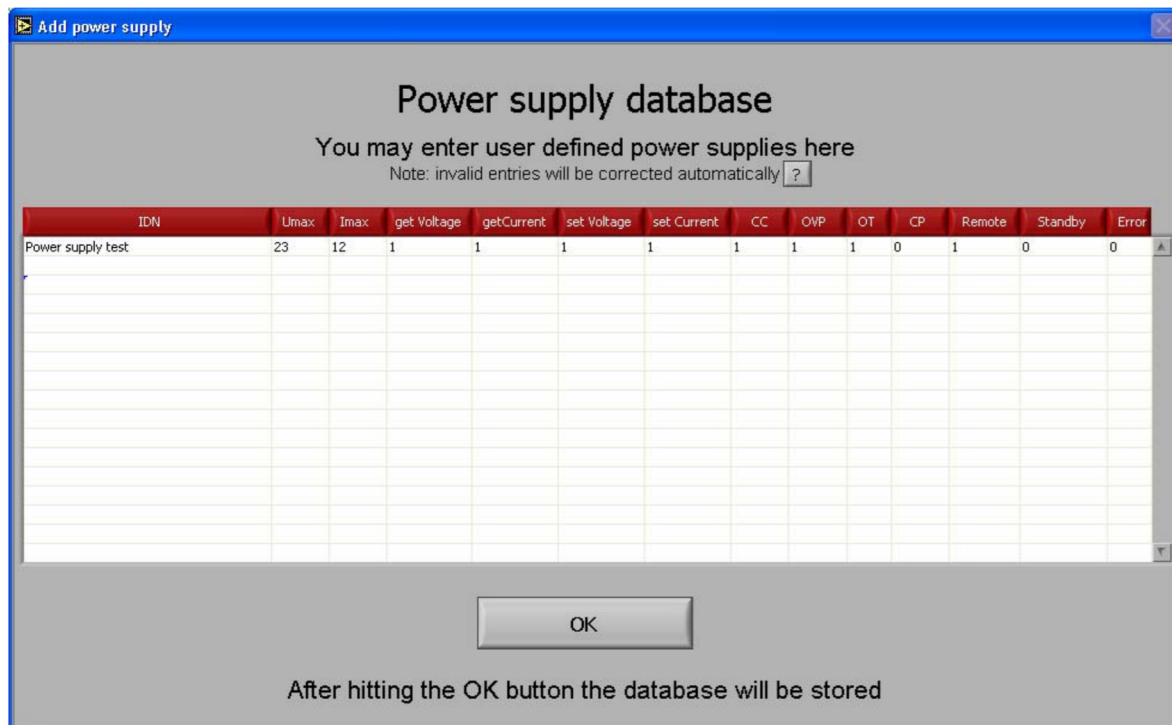 Add power supply
Power supply database
You may enter user defined power supplies here
Note: invalid entries will be corrected automatically ?
IDN Umax Imax get Voltage getCurrent set Voltage set Current CC OVP OT CP Remote Standby Error
Power supply test 23 12 1 1 1 1 1 1 1 0 1 0 0
OK
After hitting the OK button the database will be stored